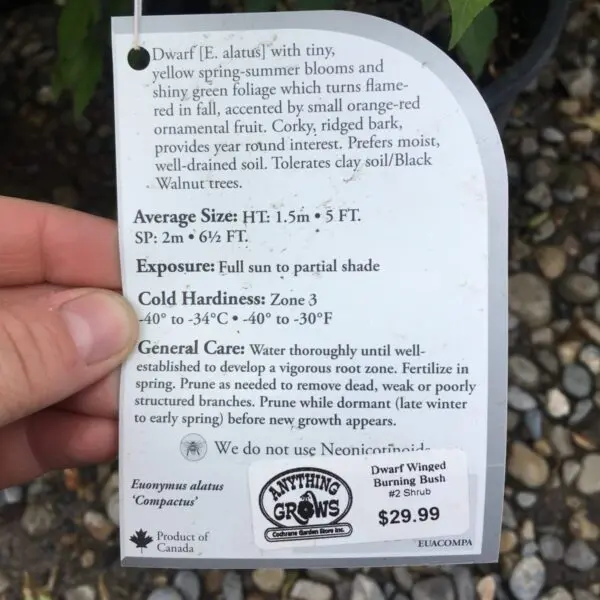 Dwarf [E. alatus] with tiny,
yellow spring-summer blooms and
shiny green foliage which turns flame-
red in fall, accented by small orange-red
ornamental fruit. Corky, ridged bark,
provides year round interest. Prefers moist,
well-drained soil. Tolerates clay soil/Black
Walnut trees.
Average Size: HT: 1.5m • 5 FT.
SP: 2m • 6½ FT.
Exposure: Full sun to partial shade
Cold Hardiness: Zone 3
-40° to -34°C • -40° to -30°F
General Care: Water thoroughly until well-
established to develop a vigorous root zone. Fertilize in
spring. Prune as needed to remove dead, weak or poorly
structured branches. Prune while dormant (late winter
to early spring) before new growth appears.
We do not use Neonicotinoids
Euonymus alatus
'Compactus'
Product of
Canada
ANYTHING
GROWS
Cochrane Garden Store Inc.
Dwarf Winged
Burning Bush
#2 Shrub
$29.99
EUACOMPA